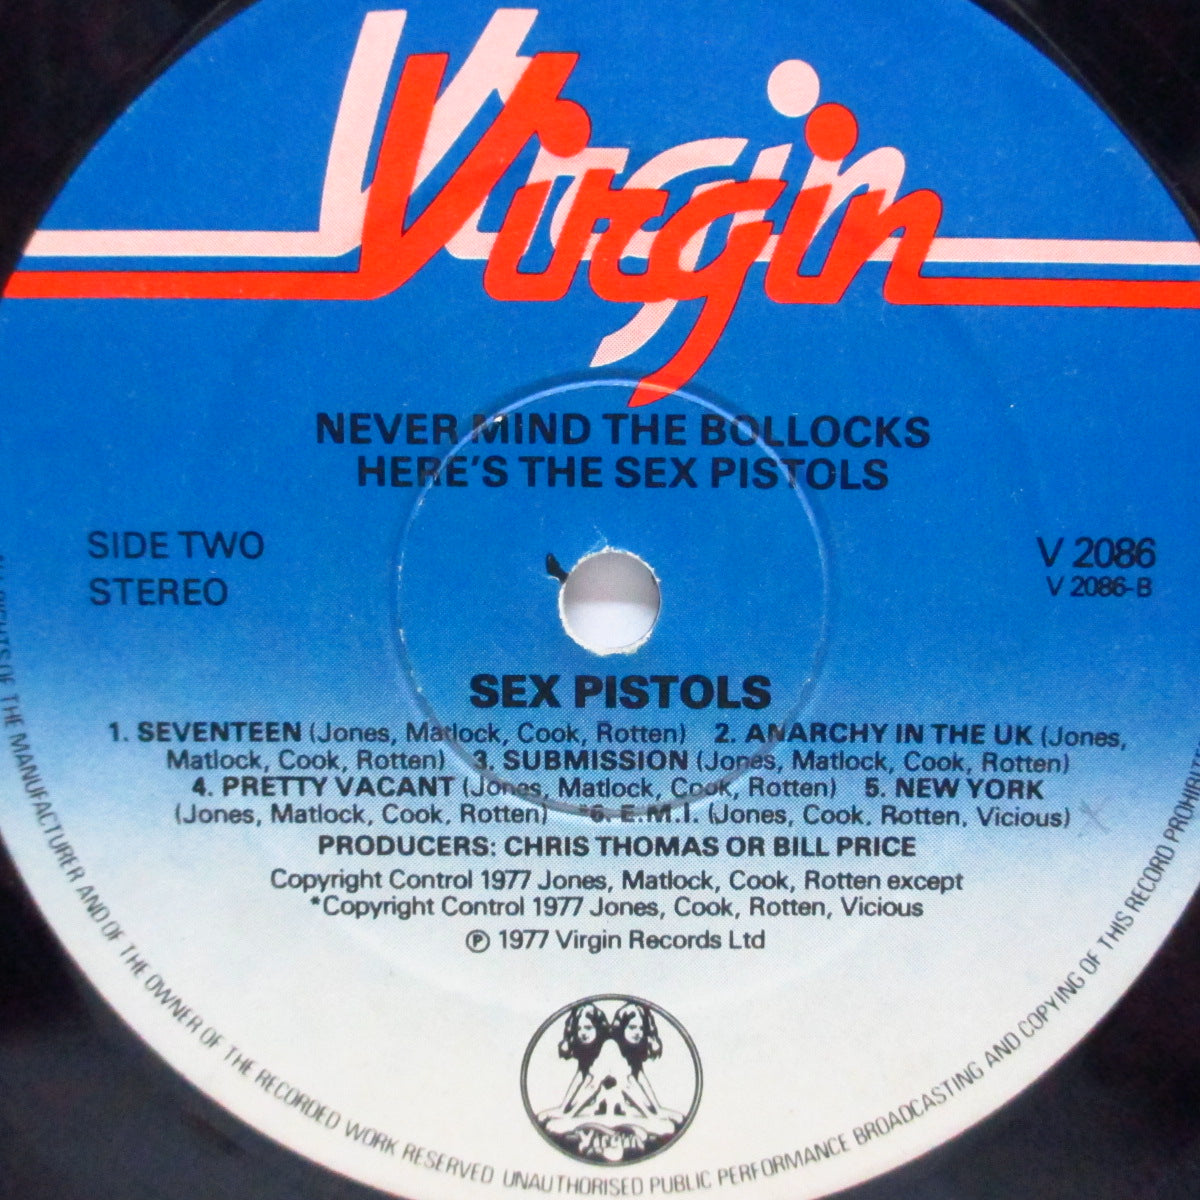 Virgin
NEVER MIND THE BOLLOCKS
HERE'S THE SEX PISTOLS
SIDE TWO
STEREO
V 2086
V 2086-B
SEX PISTOLS
1. SEVENTEEN (Jones, Matlock, Cook, Rotten) 2. ANARCHY IN THE UK (Jones,
Matlock, Cook, Rotten) 3. SUBMISSION (Jones, Matlock, Cook, Rotten)
4. PRETTY VACANT (Jones, Matlock, Cook, Rotten) 5. NEW YORK
(Jones, Matlock, Cook, Rotten) *6. E.M.I. (Jones, Cook, Rotten, Vicious)
PRODUCERS: CHRIS THOMAS OR BILL PRICE
Copyright Control 1977 Jones, Matlock, Cook, Rotten except
*Copyright Control 1977 Jones, Cook, Rotten, Vicious
℗ 1977 Virgin Records Ltd
Virgin
OF THE MANUFACTURER AND OF THE OWNER OF THE RECORDED WORK RESERVED UNAUTHORISED PUBLIC PERFORMANCE BROADCASTING AND COPYING OF THIS RECORD PROHIBITE